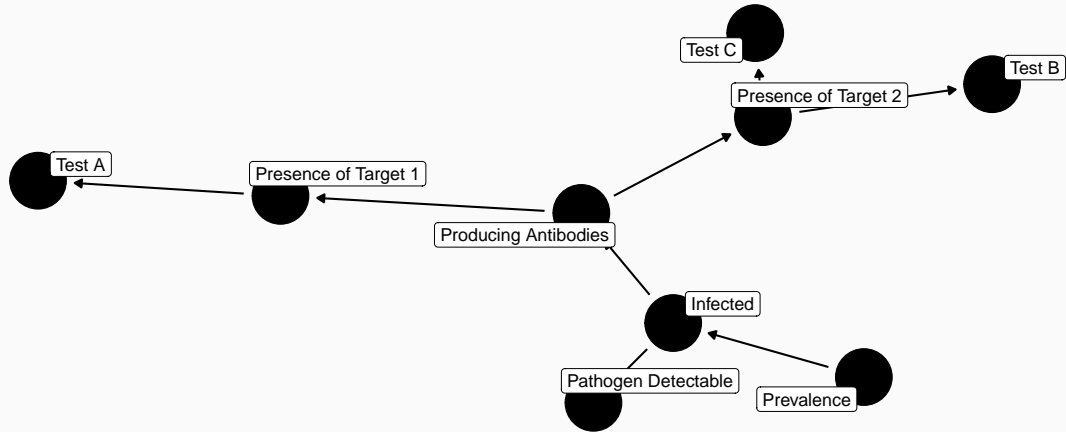 Test C
Test B
Presence of Target 2
Test A
Presence of Target 1
Producing Antibodies
Infected
Pathogen Detectable
Prevalence